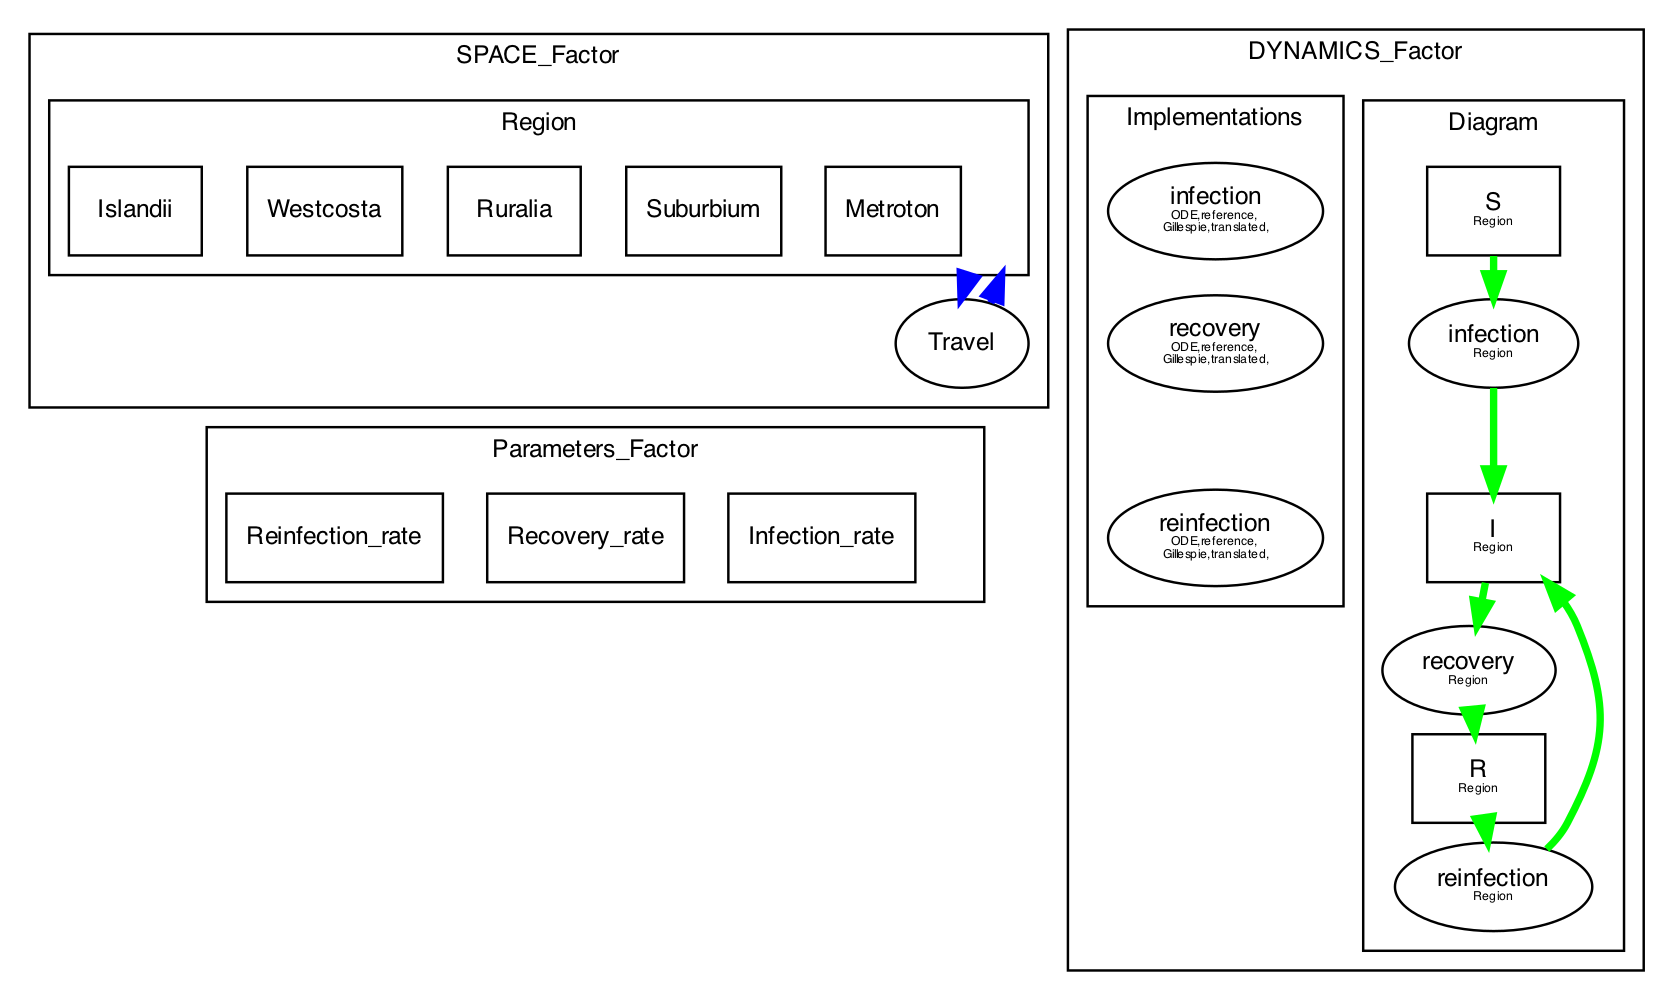 SPACE_Factor
Region
Islandii
Westcosta
Ruralia
Suburbium
Metroton
Travel
Parameters_Factor
Reinfection_rate
Recovery_rate
Infection_rate
DYNAMICS_Factor
Implementations
infection
ODE,reference,
Gillespie,translated,
recovery
ODE,reference,
Gillespie,translated,
reinfection
ODE,reference,
Gillespie,translated,
Diagram
S
Region
infection
Region
I
Region
recovery
Region
R
Region
reinfection
Region